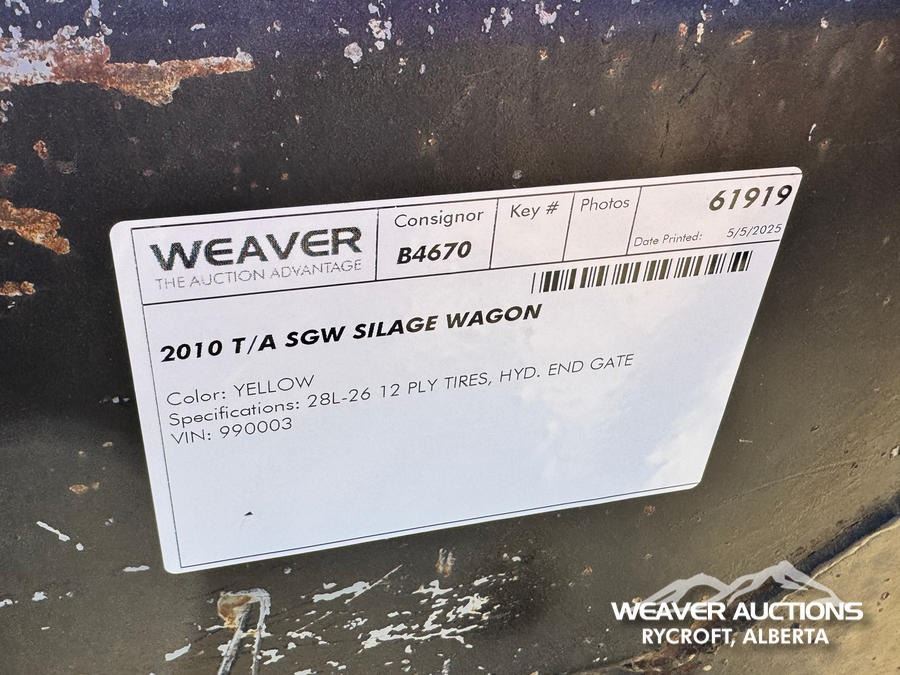 WEAVER
THE AUCTION ADVANTAGE
Consignor
B4670
Key #
Photos
61919
Date Printed: 5/5/2025
2010 T/A SGW SILAGE WAGON
Color: YELLOW
Specifications: 28L-26 12 PLY TIRES, HYD. END GATE
VIN: 990003
WEAVER AUCTIONS
RYCROFT, ALBERTA